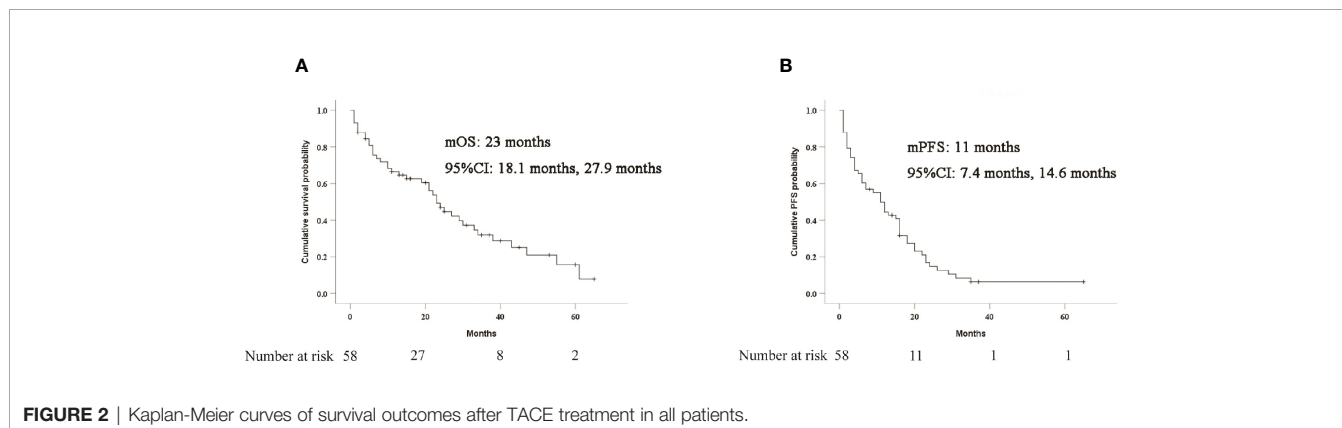 A
Cumulative survival probability
1.0
0.8
0.6
0.4
0.2
0.0
mOS: 23 months
95%CI: 18.1 months, 27.9 months
0 20 40 60
Months
Number at risk 58 27 8 2
B
Cumulative PFS probability
1.0
0.8
0.6
0.4
0.2
0.0
mPFS: 11 months
95%CI: 7.4 months, 14.6 months
0 20 40 60
Months
Number at risk 58 11 1 1
FIGURE 2 | Kaplan-Meier curves of survival outcomes after TACE treatment in all patients.